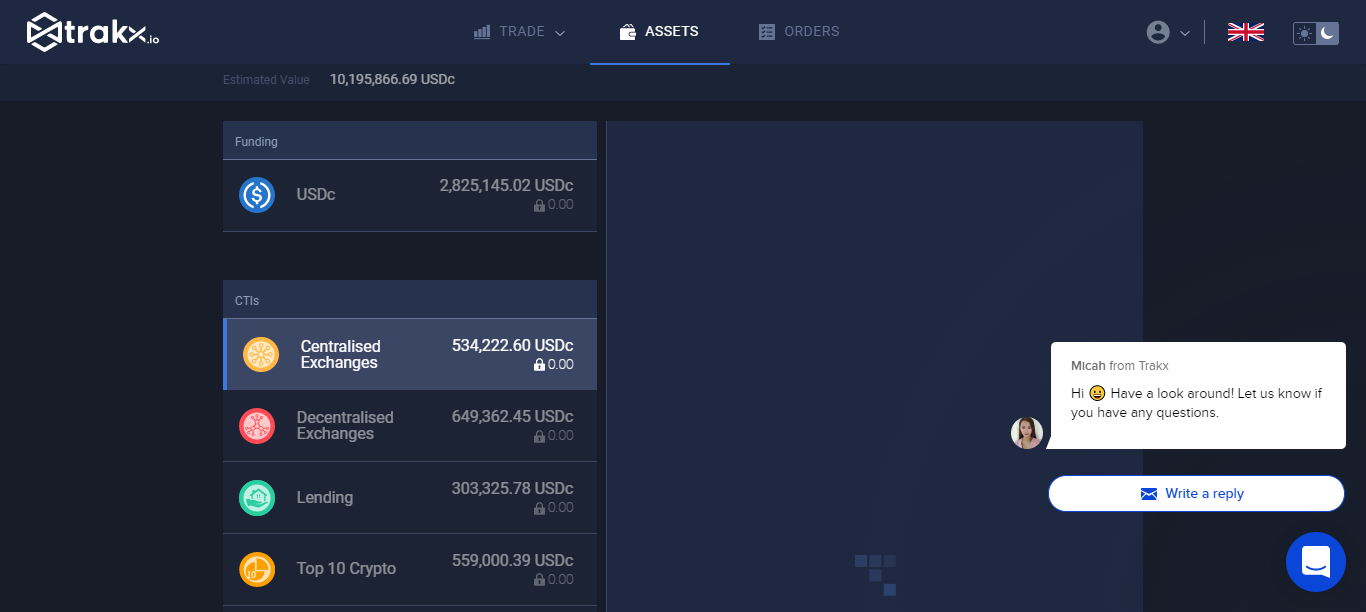 trakx.io
TRADE
ASSETS
ORDERS
Estimated Value 10,195,866.69 USDc
Funding
USDc
2,825,145.02 USDc
0.00
CTIs
Centralised
Exchanges
534,222.60 USDc
0.00
Decentralised
Exchanges
649,362.45 USDc
0.00
Lending
303,325.78 USDc
0.00
10
Top 10 Crypto
559,000.39 USDc
0.00
Micah from Trakx
Hi 😀 Have a look around! Let us know if
you have any questions.
Write a reply